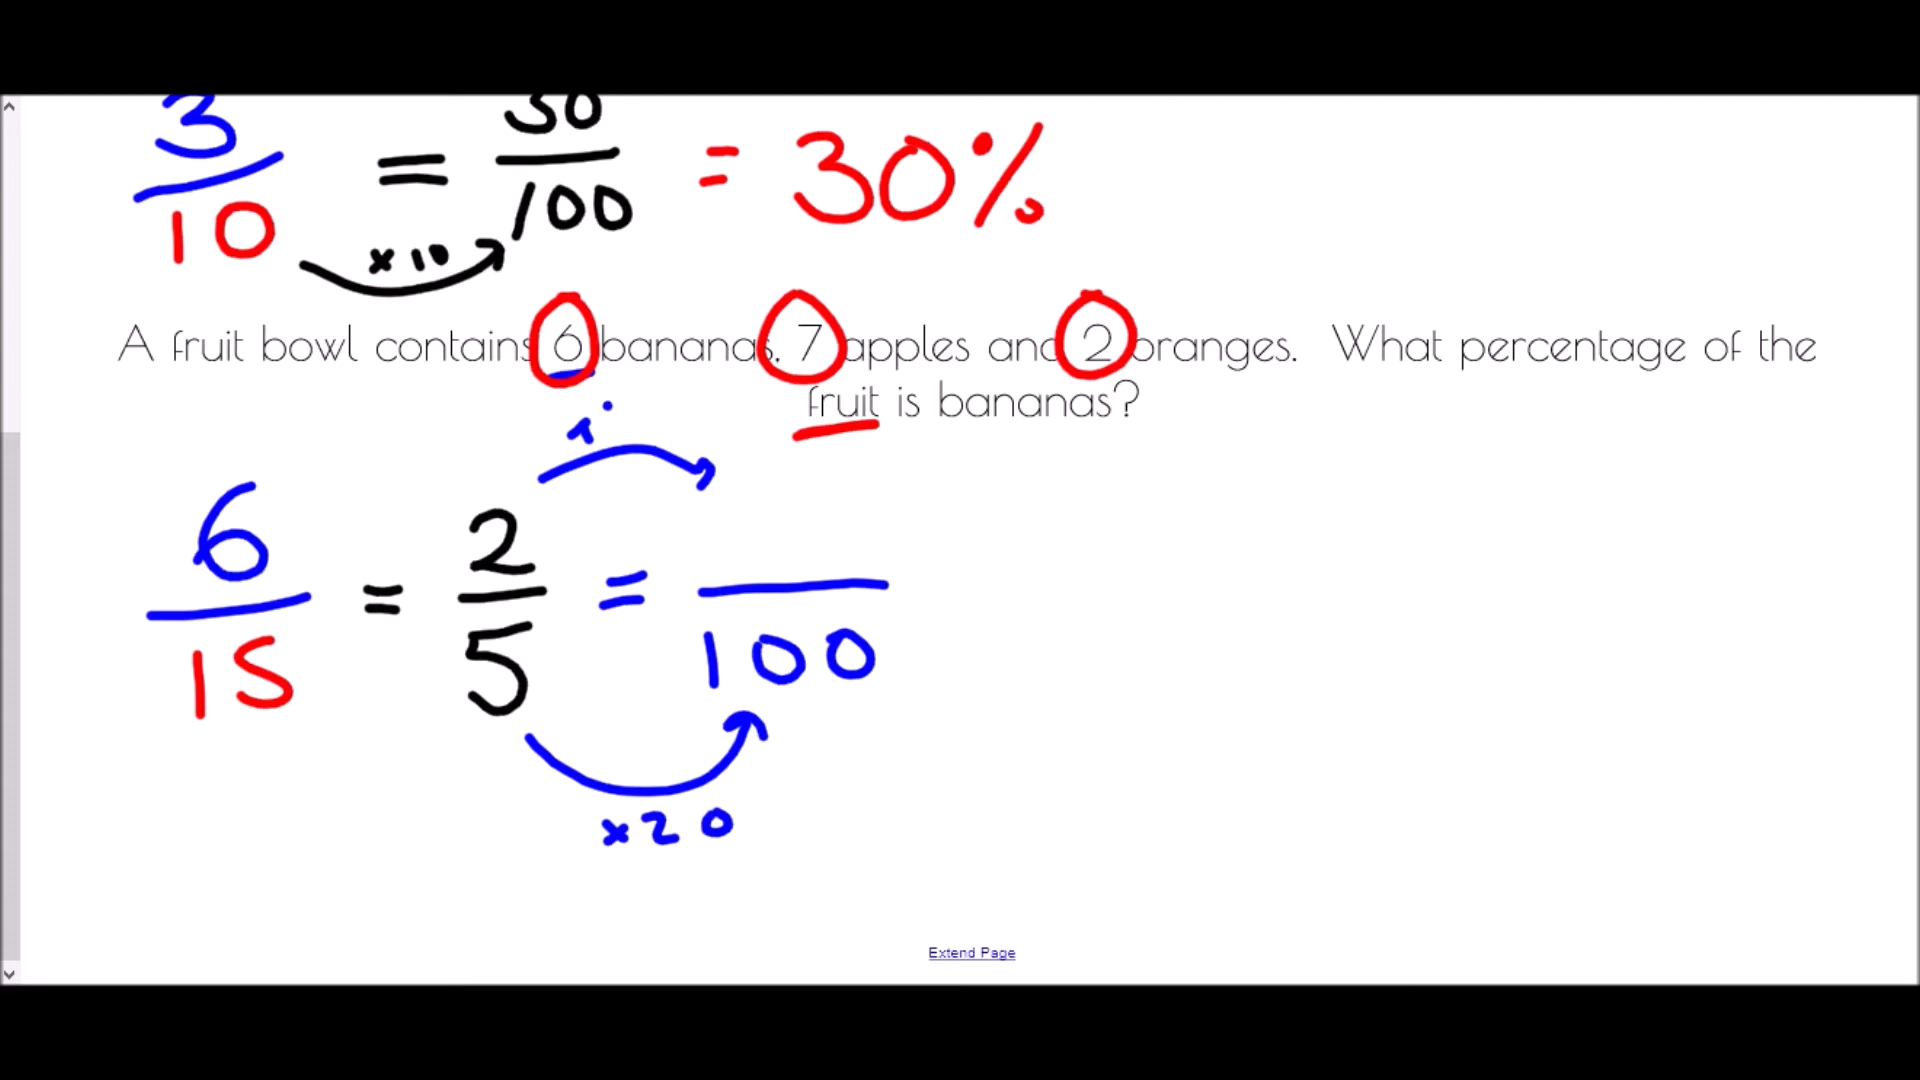 3/10 = 30/100 = 30%
×10
A fruit bowl contains 6 bananas, 7 apples and 2 oranges. What percentage of the
fruit is bananas?
6/15 = 2/5 = /100
×20
Extend Page